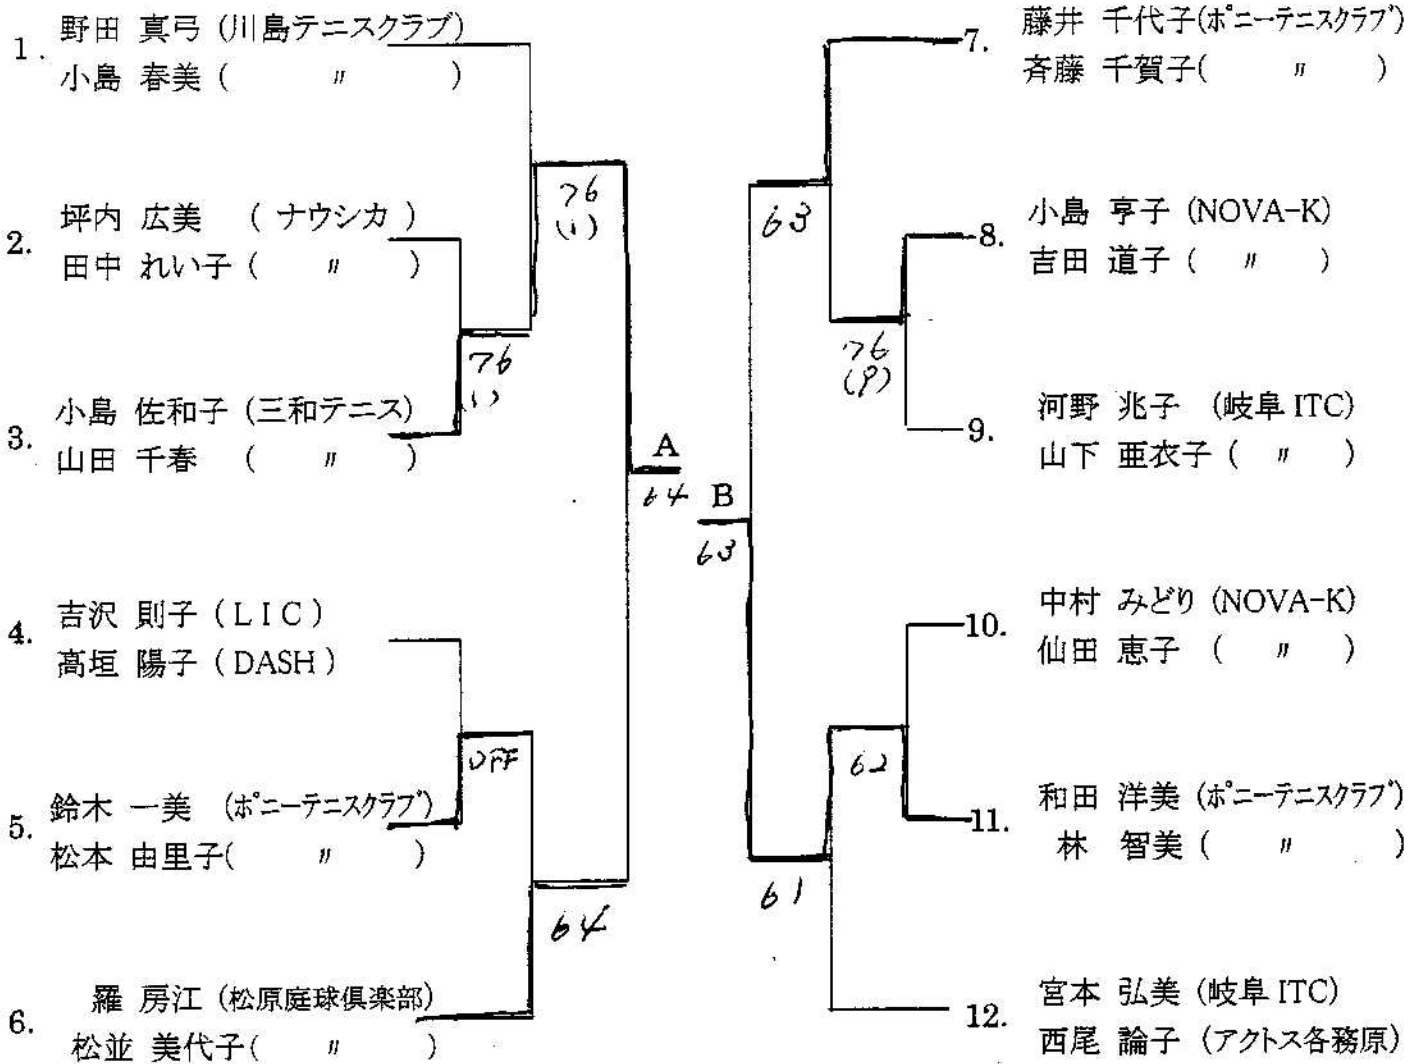 1. 野田 真弓 (川島テニスクラブ)
小島 春美 ( 〃 )
2. 坪内 広美 ( ナウシカ )
田中 れい子 ( 〃 )
3. 小島 佐和子 (三和テニス)
山田 千春 ( 〃 )
4. 吉沢 則子 ( L I C )
高垣 陽子 ( DASH )
5. 鈴木 一美 (ポニーテニスクラブ)
松本 由里子( 〃 )
6. 羅 房江 (松原庭球倶楽部)
松並 美代子( 〃 )
76
(1)
76
(1)
OFF
64
A
64
B
63
63
76
(9)
62
61
7. 藤井 千代子(ポニーテニスクラブ)
斉藤 千賀子( 〃 )
8. 小島 亨子 (NOVA-K)
吉田 道子 ( 〃 )
9. 河野 兆子 (岐阜 ITC)
山下 亜衣子 ( 〃 )
10. 中村 みどり (NOVA-K)
仙田 恵子 ( 〃 )
11. 和田 洋美 (ポニーテニスクラブ)
林 智美 ( 〃 )
12. 宮本 弘美 (岐阜 ITC)
西尾 論子 (アクトス各務原)